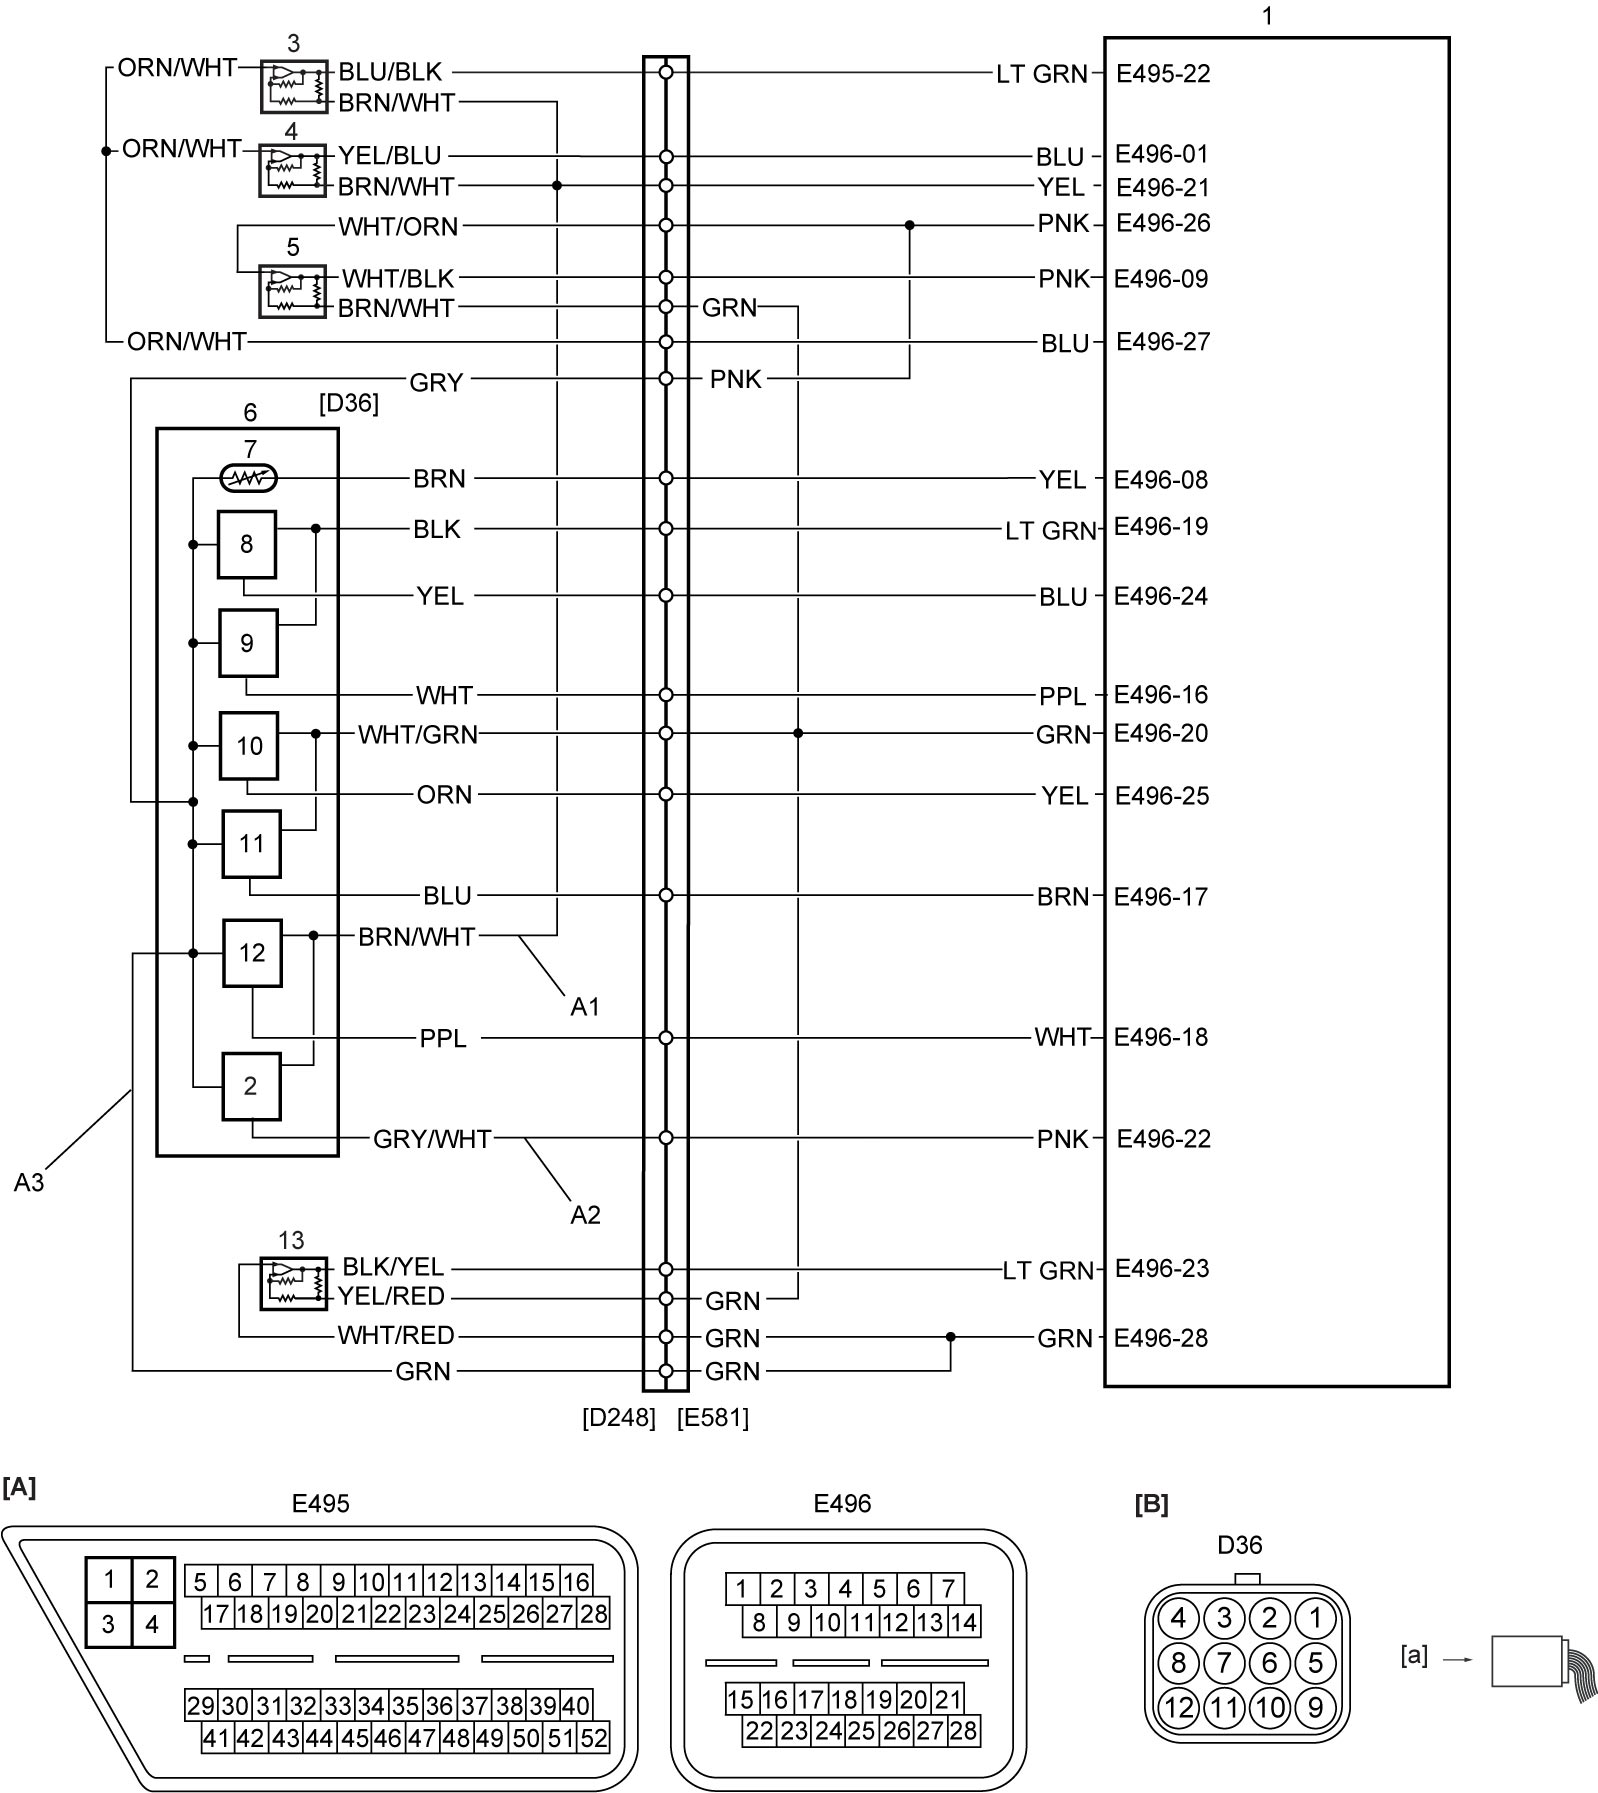 1
3
ORN/WHT
BLU/BLK
LT GRN
E495-22
BRN/WHT
4
ORN/WHT
YEL/BLU
BLU
E496-01
BRN/WHT
YEL
E496-21
WHT/ORN
PNK
E496-26
5
WHT/BLK
PNK
E496-09
BRN/WHT
GRN
ORN/WHT
BLU
E496-27
GRY
PNK
[D36]
6
7
BRN
YEL
E496-08
8
BLK
LT GRN
E496-19
YEL
BLU
E496-24
9
WHT
PPL
E496-16
10
WHT/GRN
GRN
E496-20
ORN
YEL
E496-25
11
BLU
BRN
E496-17
12
BRN/WHT
A1
PPL
WHT
E496-18
2
GRY/WHT
PNK
E496-22
A3
A2
13
BLK/YEL
LT GRN
E496-23
YEL/RED
GRN
WHT/RED
GRN
GRN
E496-28
GRN
GRN
[D248] [E581]
[A]
E495
1 2
3 4
5 6 7 8 9 10 11 12 13 14 15 16
17 18 19 20 21 22 23 24 25 26 27 28
29 30 31 32 33 34 35 36 37 38 39 40
41 42 43 44 45 46 47 48 49 50 51 52
E496
1 2 3 4 5 6 7
8 9 10 11 12 13 14
15 16 17 18 19 20 21
22 23 24 25 26 27 28
[B]
D36
4 3 2 1
8 7 6 5
12 11 10 9
[a]